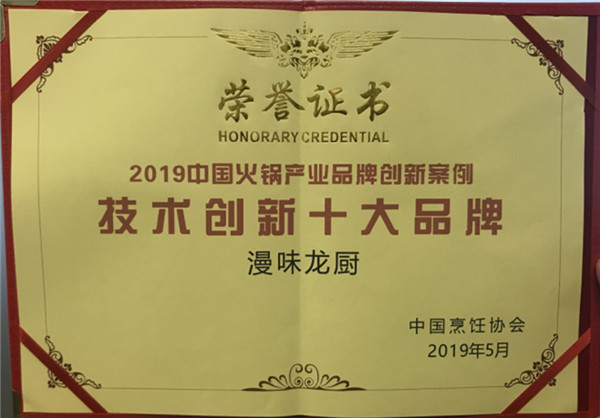 荣誉证书
HONORARY CREDENTIAL
2019中国火锅产业品牌创新案例
技术创新十大品牌
漫味龙厨
中国烹饪协会
2019年5月